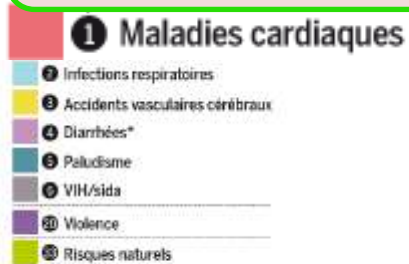 1 Maladies cardiaques
2 Infections respiratoires
3 Accidents vasculaires cérébraux
4 Diarrhées*
5 Paludisme
6 VIH/sida
20 Violence
Risques naturels